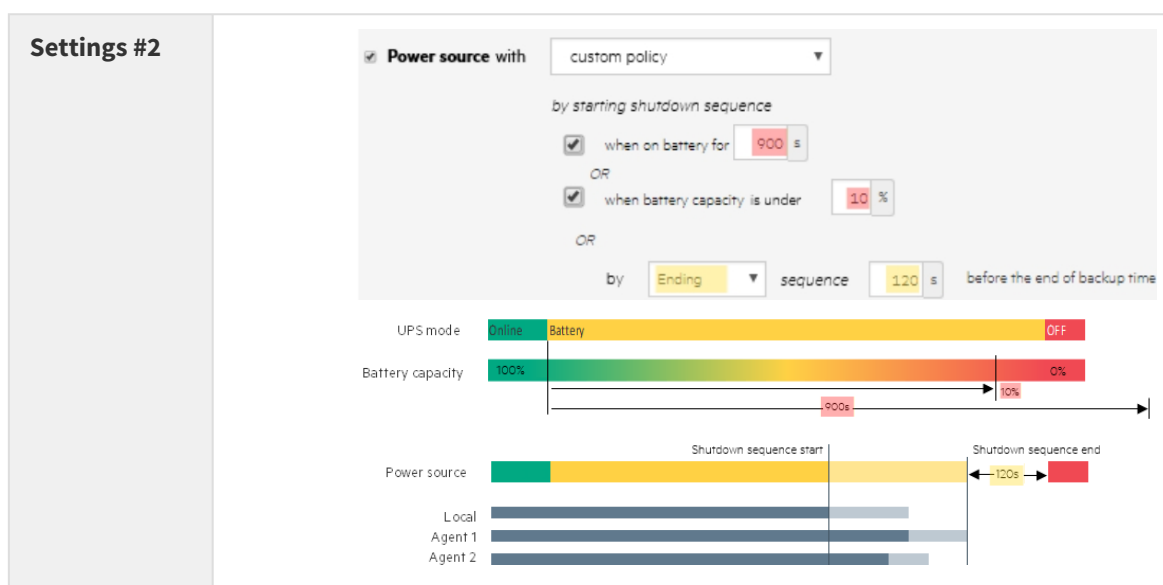 Settings #2
Power source with custom policy
by starting shutdown sequence
when on battery for 900 s
OR
when battery capacity is under 10 %
OR
by Ending sequence 120 s before the end of backup time
UPS mode Online Battery OFF
Battery capacity 100% 0%
10%
900s
Shutdown sequence start Shutdown sequence end
Power source 120s
Local
Agent 1
Agent 2